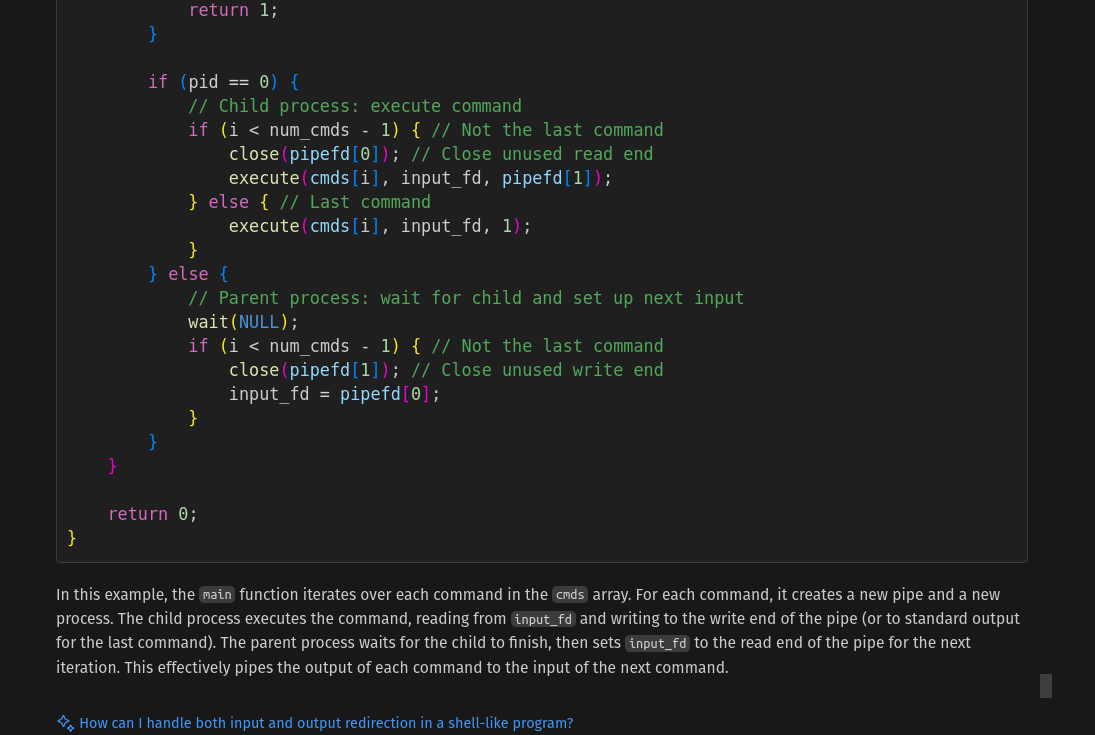 return 1;
}
if (pid == 0) {
// Child process: execute command
if (i < num_cmds - 1) { // Not the last command
close(pipefd[0]); // Close unused read end
execute(cmds[i], input_fd, pipefd[1]);
} else { // Last command
execute(cmds[i], input_fd, 1);
}
} else {
// Parent process: wait for child and set up next input
wait(NULL);
if (i < num_cmds - 1) { // Not the last command
close(pipefd[1]); // Close unused write end
input_fd = pipefd[0];
}
}
}
return 0;
}
In this example, the main function iterates over each command in the cmds array. For each command, it creates a new pipe and a new
process. The child process executes the command, reading from input_fd and writing to the write end of the pipe (or to standard output
for the last command). The parent process waits for the child to finish, then sets input_fd to the read end of the pipe for the next
iteration. This effectively pipes the output of each command to the input of the next command.
How can I handle both input and output redirection in a shell-like program?